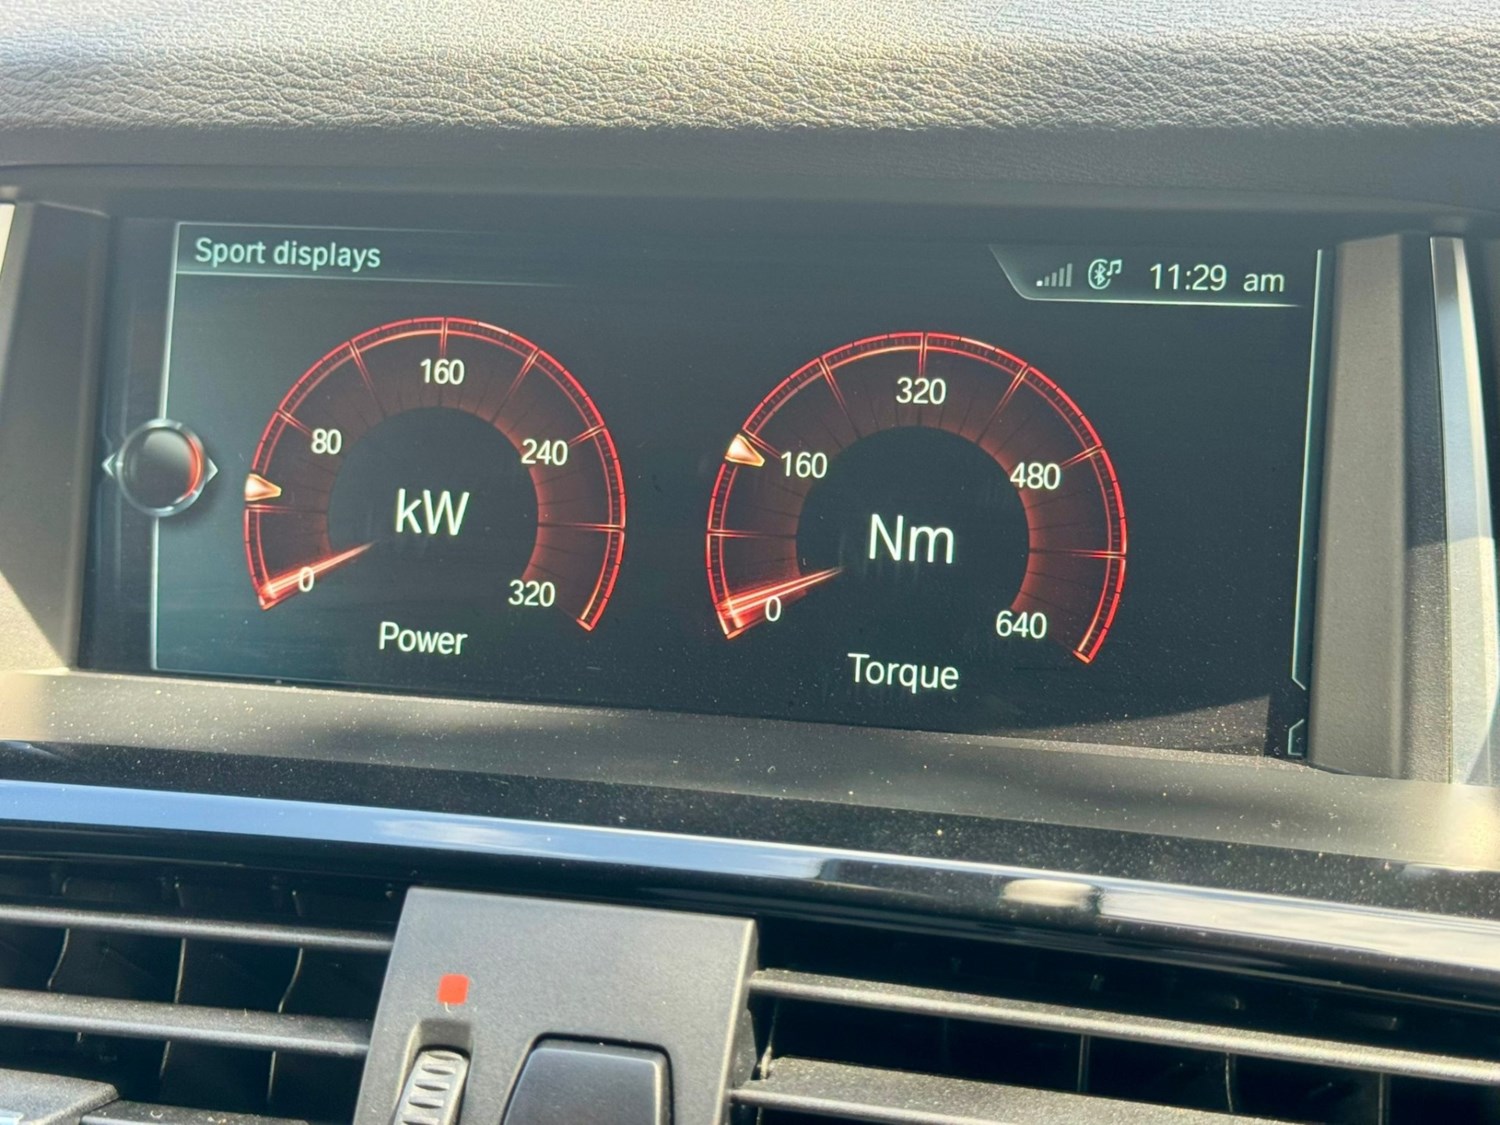 Sport displays
11:29 am
160
80
240
kW
0
320
Power
320
160
480
Nm
0
640
Torque